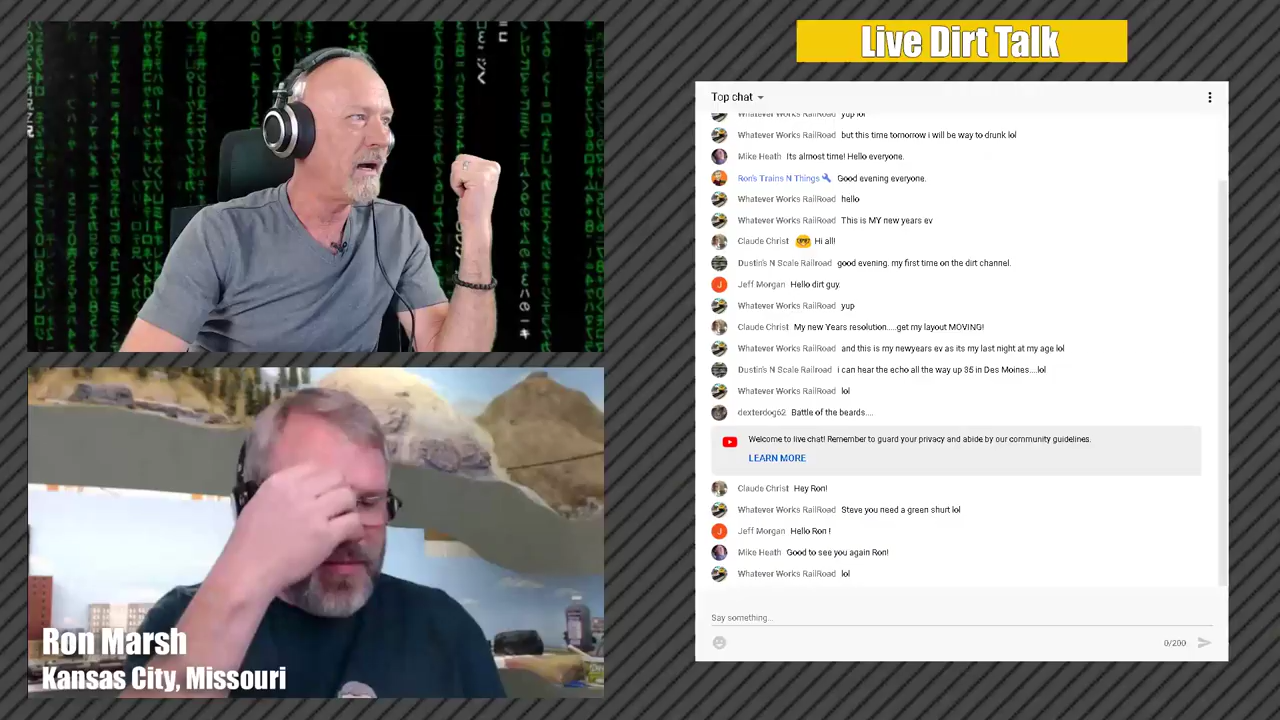 Live Dirt Talk
Top chat
Whatever Works RailRoad yup lol
Whatever Works RailRoad but this time tomorrow i will be way to drunk lol
Mike Heath Its almost time! Hello everyone.
Ron's Trains N Things Good evening everyone.
Whatever Works RailRoad hello
Whatever Works RailRoad This is MY new years ev
Claude Christ Hi all!
Dustin's N Scale Railroad good evening. my first time on the dirt channel.
J Jeff Morgan Hello dirt guy.
Whatever Works RailRoad yup
Claude Christ My new Years resolution.....get my layout MOVING!
Whatever Works RailRoad and this is my newyears ev as its my last night at my age lol
Dustin's N Scale Railroad i can hear the echo all the way up 35 in Des Moines....lol
Whatever Works RailRoad lol
dexterdog62 Battle of the beards....
Welcome to live chat! Remember to guard your privacy and abide by our community guidelines.
LEARN MORE
Claude Christ Hey Ron!
Whatever Works RailRoad Steve you need a green shurt lol
J Jeff Morgan Hello Ron !
Mike Heath Good to see you again Ron!
Whatever Works RailRoad lol
Say something...
0/200
Ron Marsh
Kansas City, Missouri